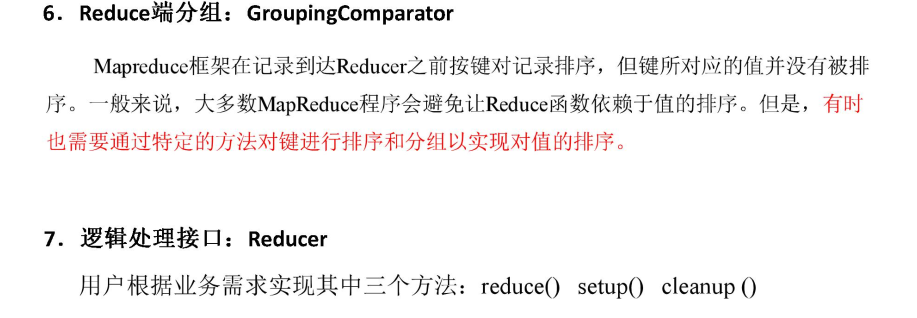 6. Reduce端分组：GroupingComparator
Mapreduce框架在记录到达Reducer之前按键对记录排序，但键所对应的值并没有被排
序。一般来说，大多数MapReduce程序会避免让Reduce函数依赖于值的排序。但是，有时
也需要通过特定的方法对键进行排序和分组以实现对值的排序。
7. 逻辑处理接口：Reducer
用户根据业务需求实现其中三个方法：reduce() setup() cleanup ()